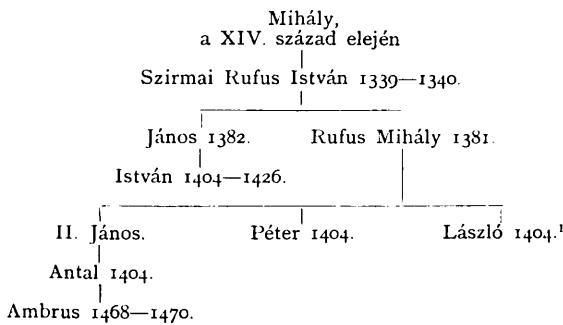 Mihály,
a XIV. század elején
Szirmai Rufus István 1339—1340.
János 1382. Rufus Mihály 1381.
István 1404—1426.
II. János. Péter 1404. László 1404.¹
Antal 1404.
Ambrus 1468—1470.